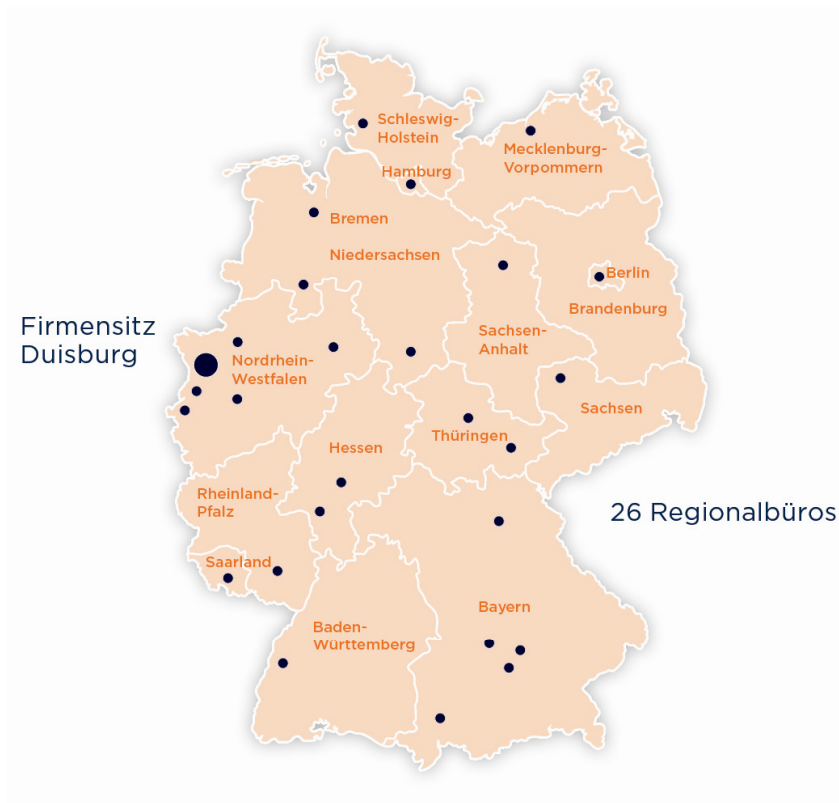 Schleswig-
Holstein
Mecklenburg-
Vorpommern
Hamburg
Bremen
Niedersachsen
Berlin
Brandenburg
Firmensitz
Duisburg
Sachsen-
Anhalt
Nordrhein-
Westfalen
Sachsen
Thüringen
Hessen
Rheinland-
Pfalz
26 Regionalbüros
Saarland
Bayern
Baden-
Württemberg